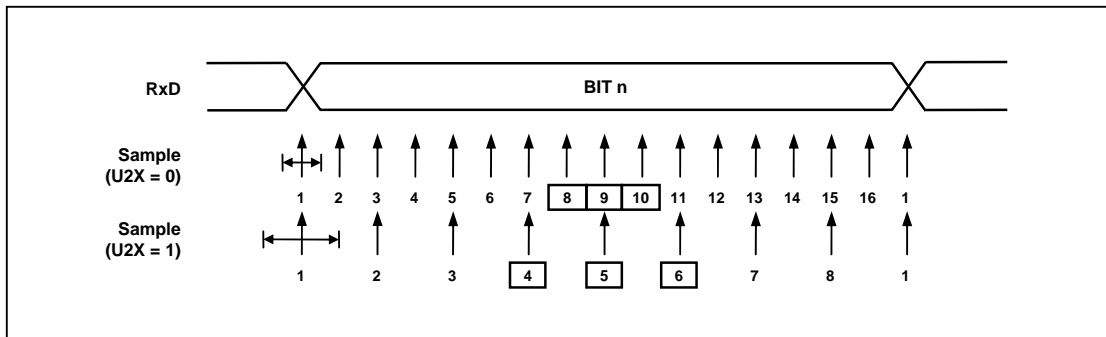 RxD
BIT n
Sample
(U2X = 0)
1 2 3 4 5 6 7 8 9 10 11 12 13 14 15 16 1
Sample
(U2X = 1)
1 2 3 4 5 6 7 8 1